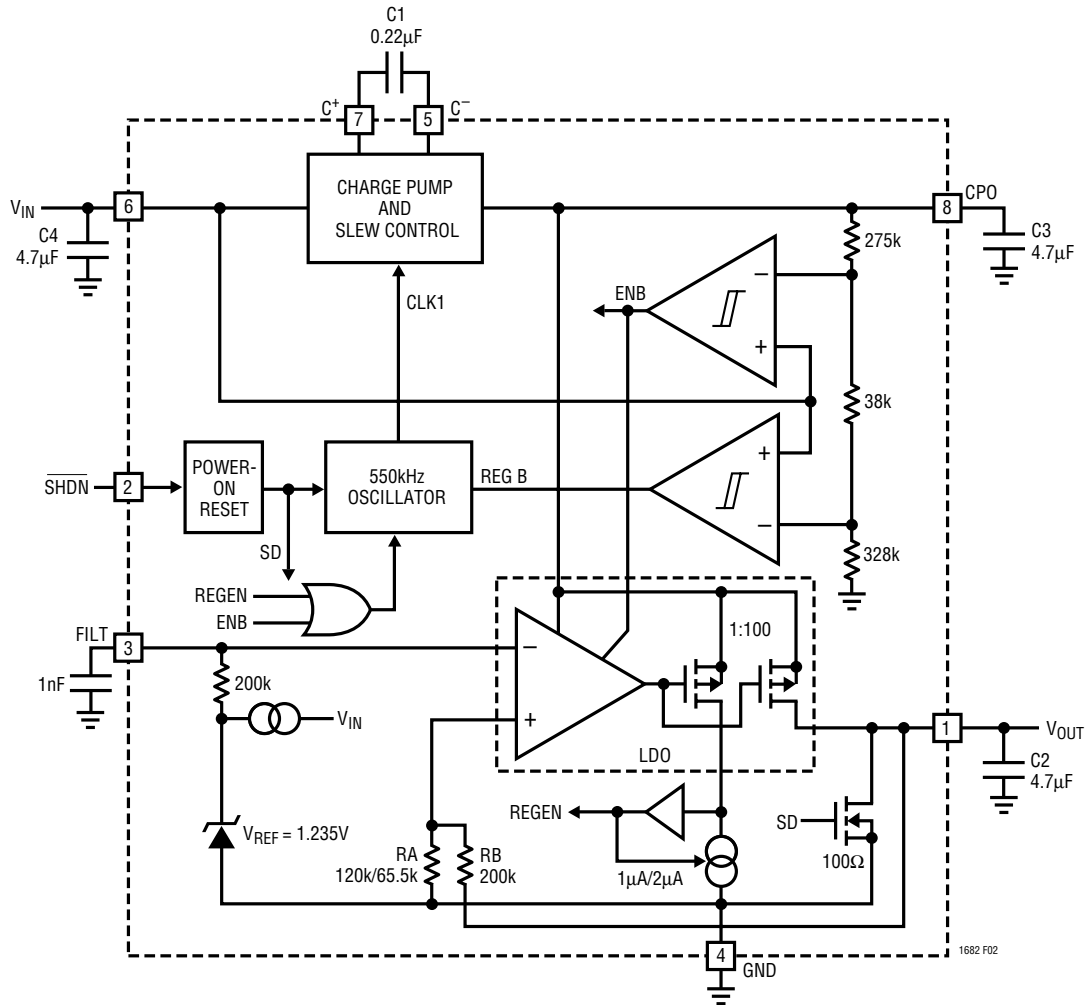 C1
0.22µF
C+
7
5
C−
CHARGE PUMP
AND
SLEW CONTROL
VIN
6
8
CPO
C4
4.7µF
C3
4.7µF
275k
−
ENB
+
CLK1
38k
SHDN
2
POWER-
ON
RESET
550kHz
OSCILLATOR
REG B
+
−
328k
SD
REGEN
ENB
FILT
3
1nF
200k
VIN
−
+
1:100
LDO
1
VOUT
C2
4.7µF
REGEN
SD
100Ω
VREF = 1.235V
RA
120k/65.5k
RB
200k
1µA/2µA
4
GND
1682 F02